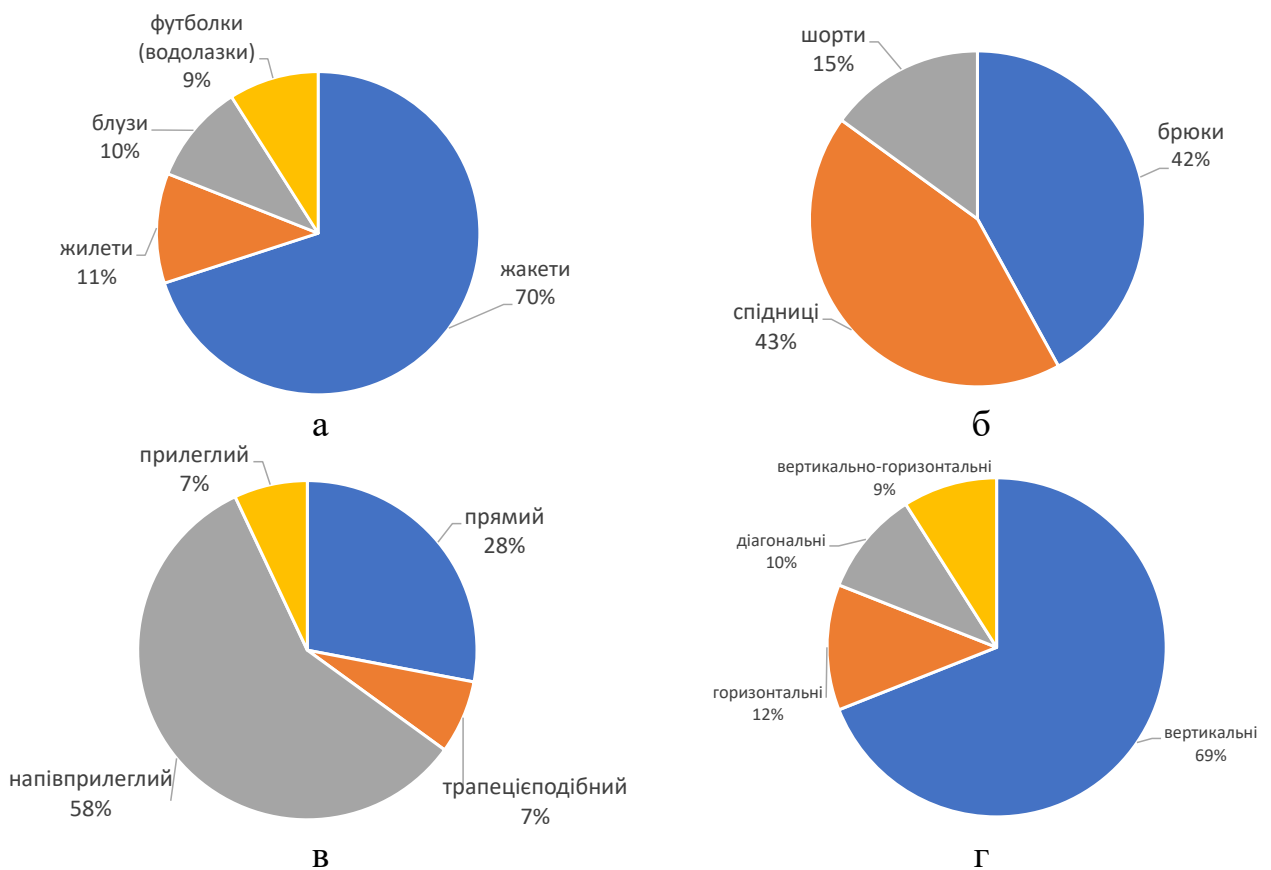 футболки
(водолазки)
9%
блузи
10%
жилети
11%
жакети
70%
а
шорти
15%
брюки
42%
спідниці
43%
б
прилеглий
7%
прямий
28%
напівприлеглий
58%
трапецієподібний
7%
в
вертикально-горизонтальні
9%
діагональні
10%
горизонтальні
12%
вертикальні
69%
г